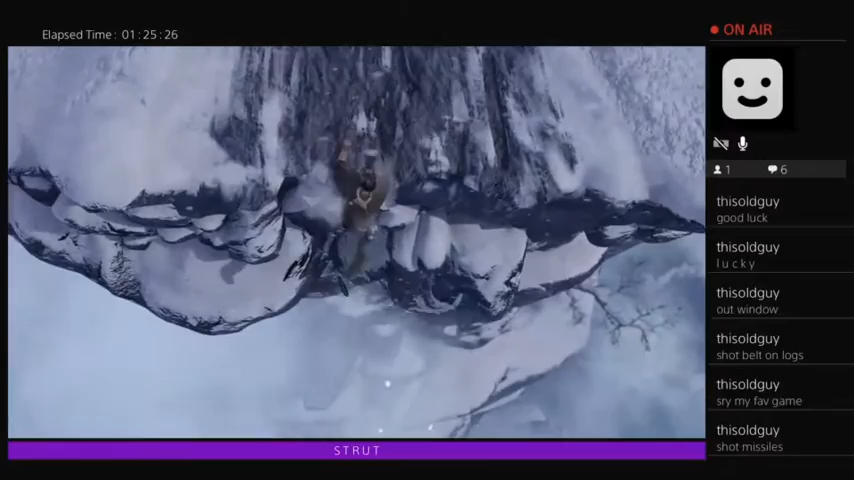 Elapsed Time : 01:25:26
ON AIR
1
6
thisoldguy
good luck
thisoldguy
l u c k y
thisoldguy
out window
thisoldguy
shot belt on logs
thisoldguy
sry my fav game
thisoldguy
shot missiles
STRUT